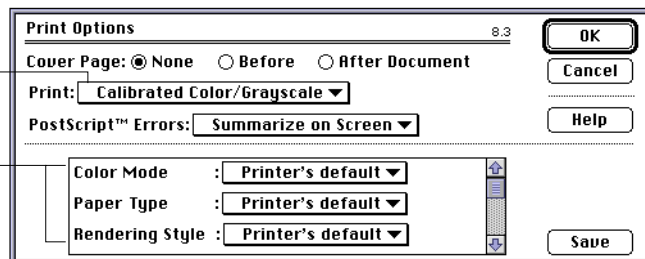 Print Options 8.3 OK
Cover Page: None Before After Document Cancel
Print: Calibrated Color/Grayscale
PostScript™ Errors: Summarize on Screen Help
Color Mode : Printer's default
Paper Type : Printer's default
Rendering Style : Printer's default Save